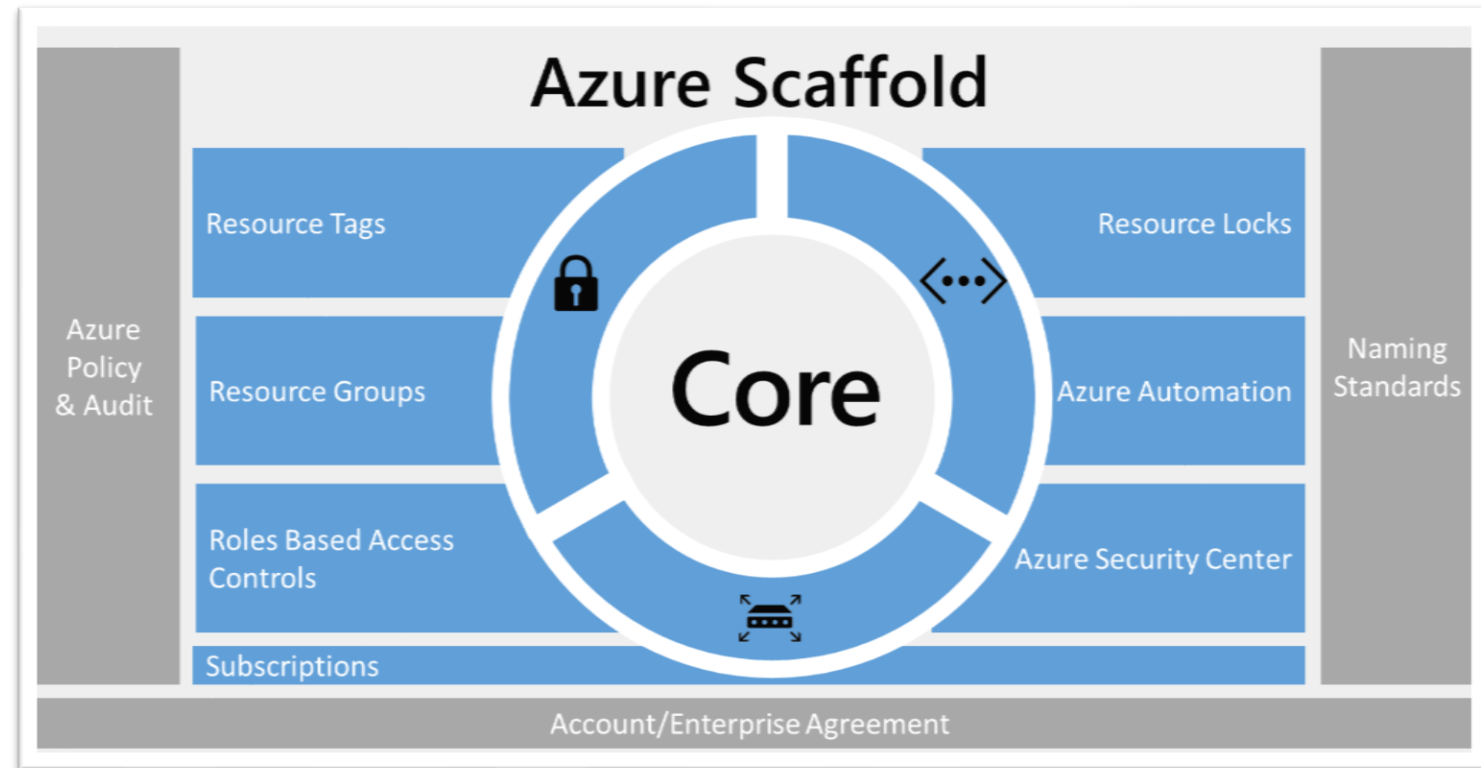 Azure Scaffold
Resource Tags
Resource Locks
Azure
Policy
& Audit
Resource Groups
Core
Azure Automation
Naming
Standards
Roles Based Access
Controls
Azure Security Center
Subscriptions
Account/Enterprise Agreement